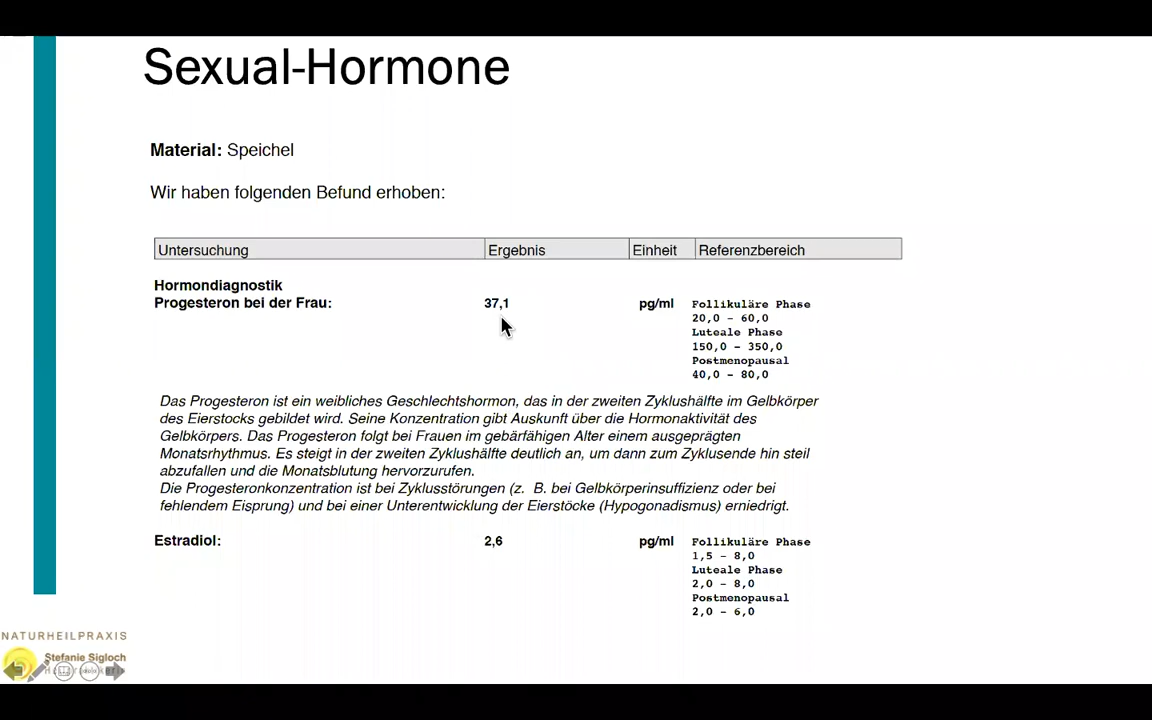 Sexual-Hormone
Material: Speichel
Wir haben folgenden Befund erhoben:
Untersuchung Ergebnis Einheit Referenzbereich
Hormondiagnostik
Progesteron bei der Frau: 37,1 pg/ml Follikuläre Phase
20,0 - 60,0
Luteale Phase
150,0 - 350,0
Postmenopausal
40,0 - 80,0
Das Progesteron ist ein weibliches Geschlechtshormon, das in der zweiten Zyklushälfte im Gelbkörper
des Eierstocks gebildet wird. Seine Konzentration gibt Auskunft über die Hormonaktivität des
Gelbkörpers. Das Progesteron folgt bei Frauen im gebärfähigen Alter einem ausgeprägten
Monatsrhythmus. Es steigt in der zweiten Zyklushälfte deutlich an, um dann zum Zyklusende hin steil
abzufallen und die Monatsblutung hervorzurufen.
Die Progesteronkonzentration ist bei Zyklusstörungen (z. B. bei Gelbkörperinsuffizienz oder bei
fehlendem Eisprung) und bei einer Unterentwicklung der Eierstöcke (Hypogonadismus) erniedrigt.
Estradiol: 2,6 pg/ml Follikuläre Phase
1,5 - 8,0
Luteale Phase
2,0 - 8,0
Postmenopausal
2,0 - 6,0
NATURHEILPRAXIS
Stefanie Sigloch